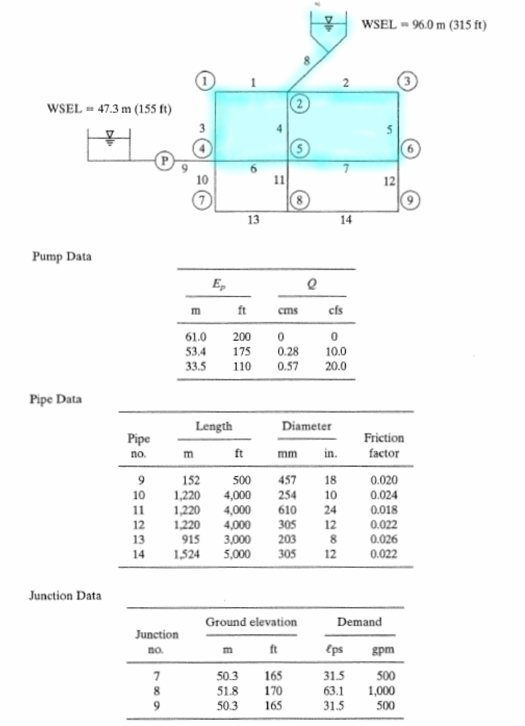 WSEL = 96.0 m (315 ft)
8
1 1 2 3
2
WSEL = 47.3 m (155 ft)
3 4 5
4 5 6
P
9 6 7
10 11 12
7 8 9
13 14
Pump Data
Ep Q
m ft cms cfs
61.0 200 0 0
53.4 175 0.28 10.0
33.5 110 0.57 20.0
Pipe Data
Length Diameter
Pipe no. m ft mm in. Friction factor
9 152 500 457 18 0.020
10 1,220 4,000 254 10 0.024
11 1,220 4,000 610 24 0.018
12 1,220 4,000 305 12 0.022
13 915 3,000 203 8 0.026
14 1,524 5,000 305 12 0.022
Junction Data
Ground elevation Demand
Junction no. m ft ℓps gpm
7 50.3 165 31.5 500
8 51.8 170 63.1 1,000
9 50.3 165 31.5 500